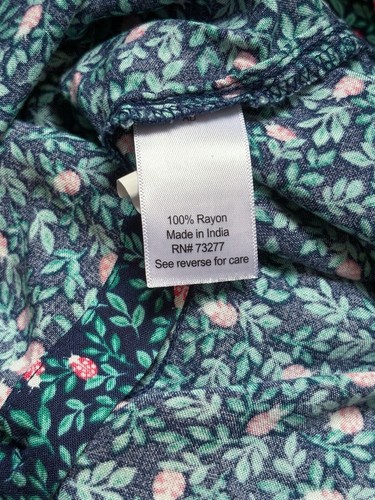 100% Rayon
Made in India
RN# 73277
See reverse for care